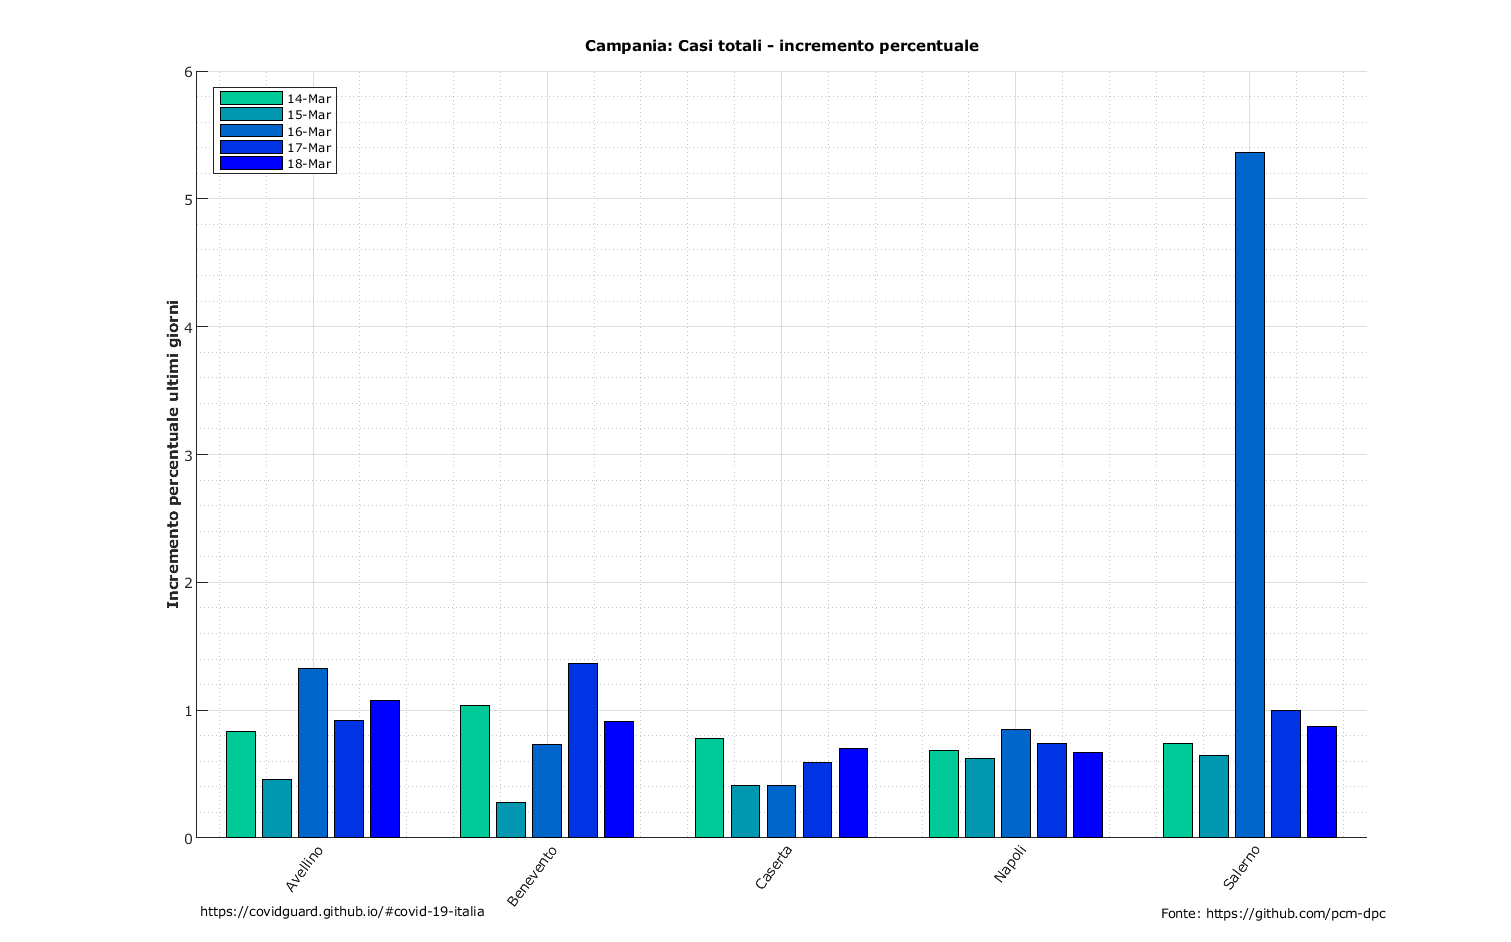 Campania: Casi totali - incremento percentuale
6
5
4
3
2
1
0
Incremento percentuale ultimi giorni
14-Mar
15-Mar
16-Mar
17-Mar
18-Mar
Avellino
Benevento
Caserta
Napoli
Salerno
https://covidguard.github.io/#covid-19-italia
Fonte: https://github.com/pcm-dpc